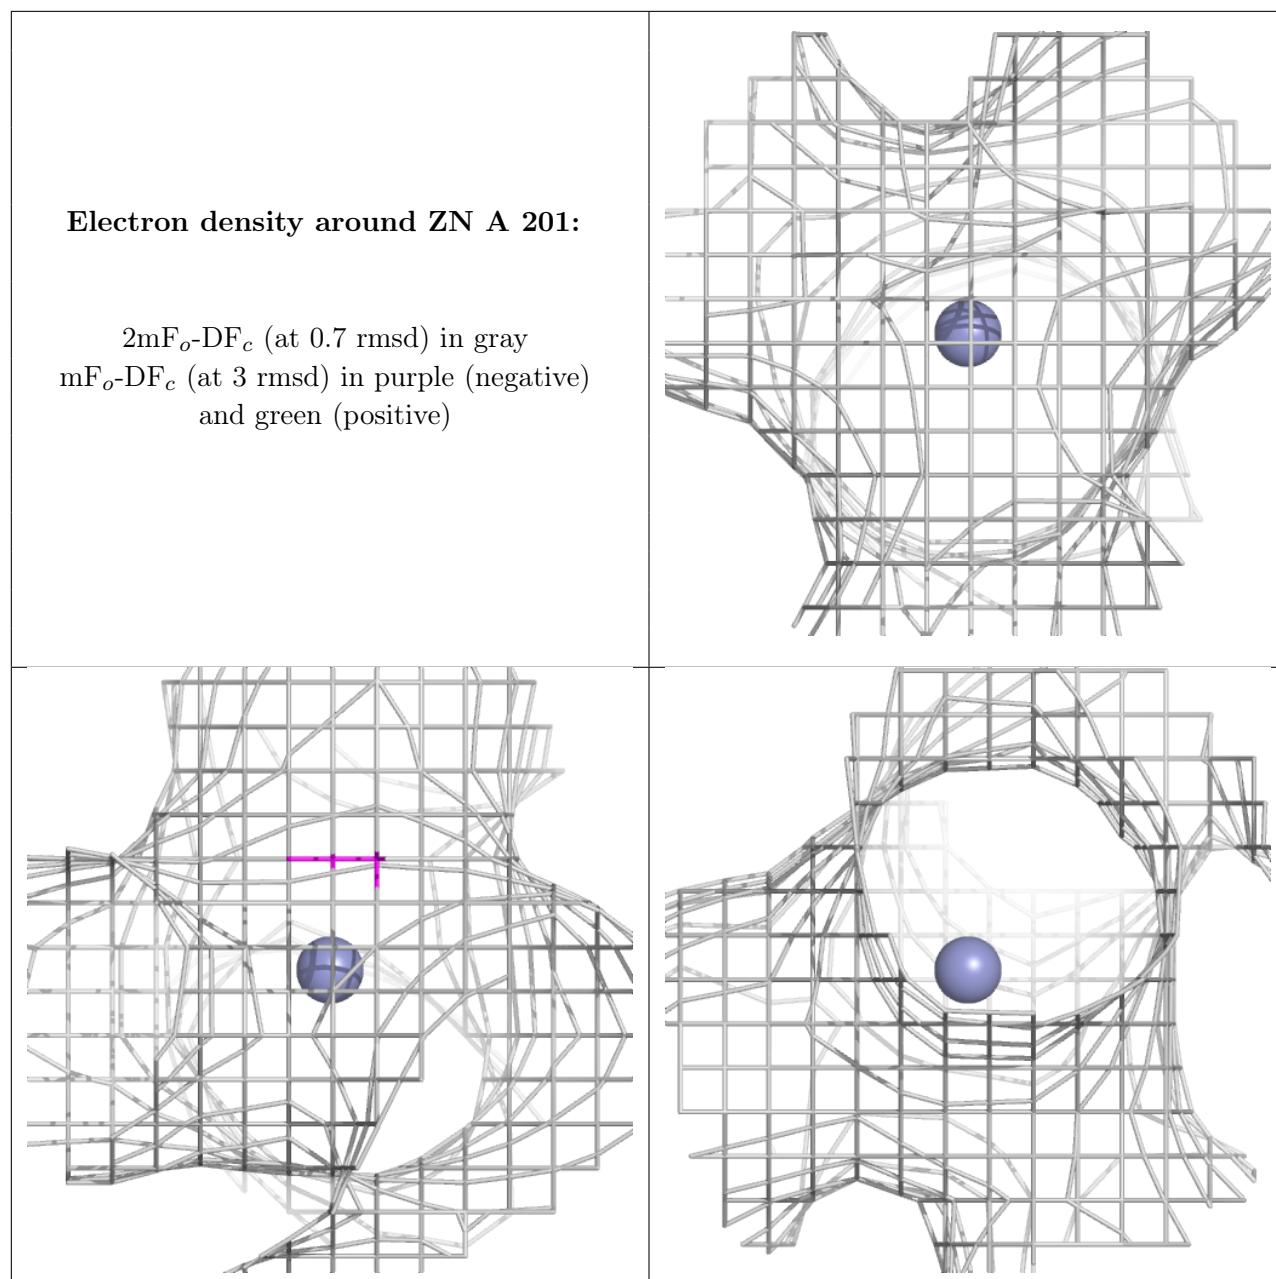 Electron density around ZN A 201:
2mFo-DFc (at 0.7 rmsd) in gray
mFo-DFc (at 3 rmsd) in purple (negative)
and green (positive)